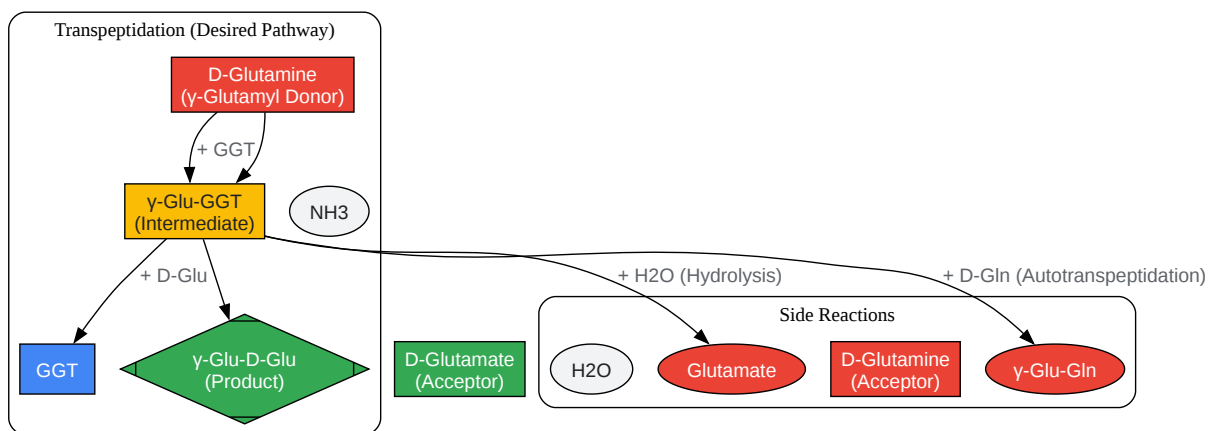 Transpeptidation (Desired Pathway)
D-Glutamine
(γ-Glutamyl Donor)
+ GGT
γ-Glu-GGT
(Intermediate)
NH3
+ D-Glu
+ H2O (Hydrolysis)
+ D-Gln (Autotranspeptidation)
Side Reactions
GGT
γ-Glu-D-Glu
(Product)
D-Glutamate
(Acceptor)
H2O
Glutamate
D-Glutamine
(Acceptor)
γ-Glu-Gln